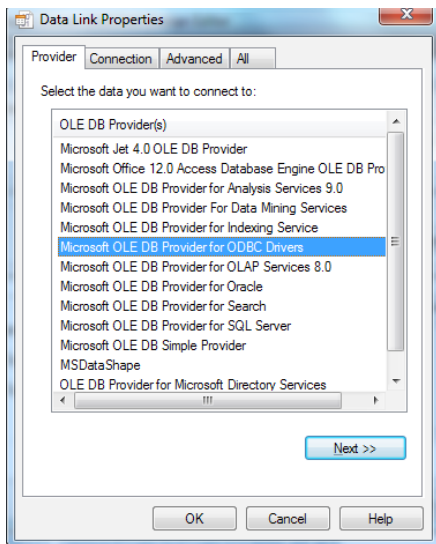 Data Link Properties
Provider Connection Advanced All
Select the data you want to connect to:
OLE DB Provider(s)
Microsoft Jet 4.0 OLE DB Provider
Microsoft Office 12.0 Access Database Engine OLE DB Pro
Microsoft OLE DB Provider for Analysis Services 9.0
Microsoft OLE DB Provider For Data Mining Services
Microsoft OLE DB Provider for Indexing Service
Microsoft OLE DB Provider for ODBC Drivers
Microsoft OLE DB Provider for OLAP Services 8.0
Microsoft OLE DB Provider for Oracle
Microsoft OLE DB Provider for Search
Microsoft OLE DB Provider for SQL Server
Microsoft OLE DB Simple Provider
MSDataShape
OLE DB Provider for Microsoft Directory Services
Next >>
OK Cancel Help